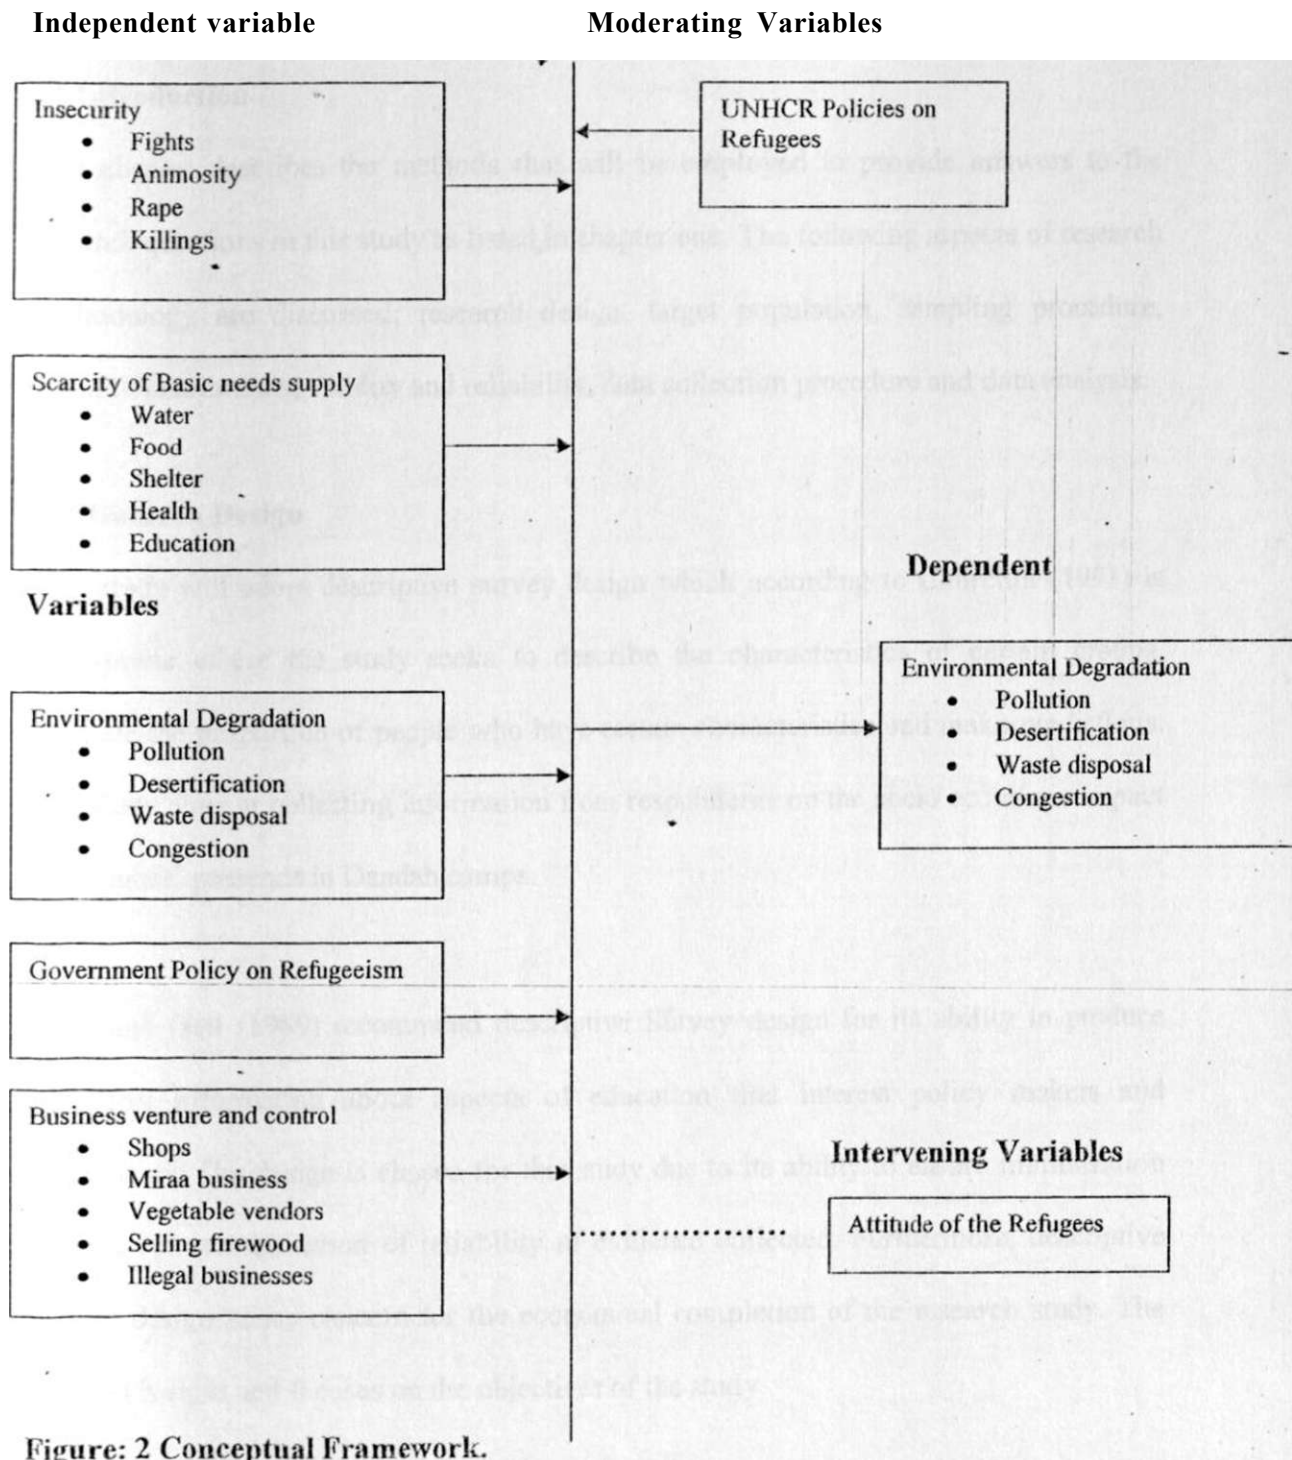 Independent variable
Moderating Variables
Insecurity
• Fights
• Animosity
• Rape
• Killings
UNHCR Policies on
Refugees
Scarcity of Basic needs supply
• Water
• Food
• Shelter
• Health
• Education
Variables
Dependent
Environmental Degradation
• Pollution
• Desertification
• Waste disposal
• Congestion
Environmental Degradation
• Pollution
• Desertification
• Waste disposal
• Congestion
Government Policy on Refugeeism
Business venture and control
• Shops
• Miraa business
• Vegetable vendors
• Selling firewood
• Illegal businesses
Intervening Variables
Attitude of the Refugees
Figure: 2 Conceptual Framework.